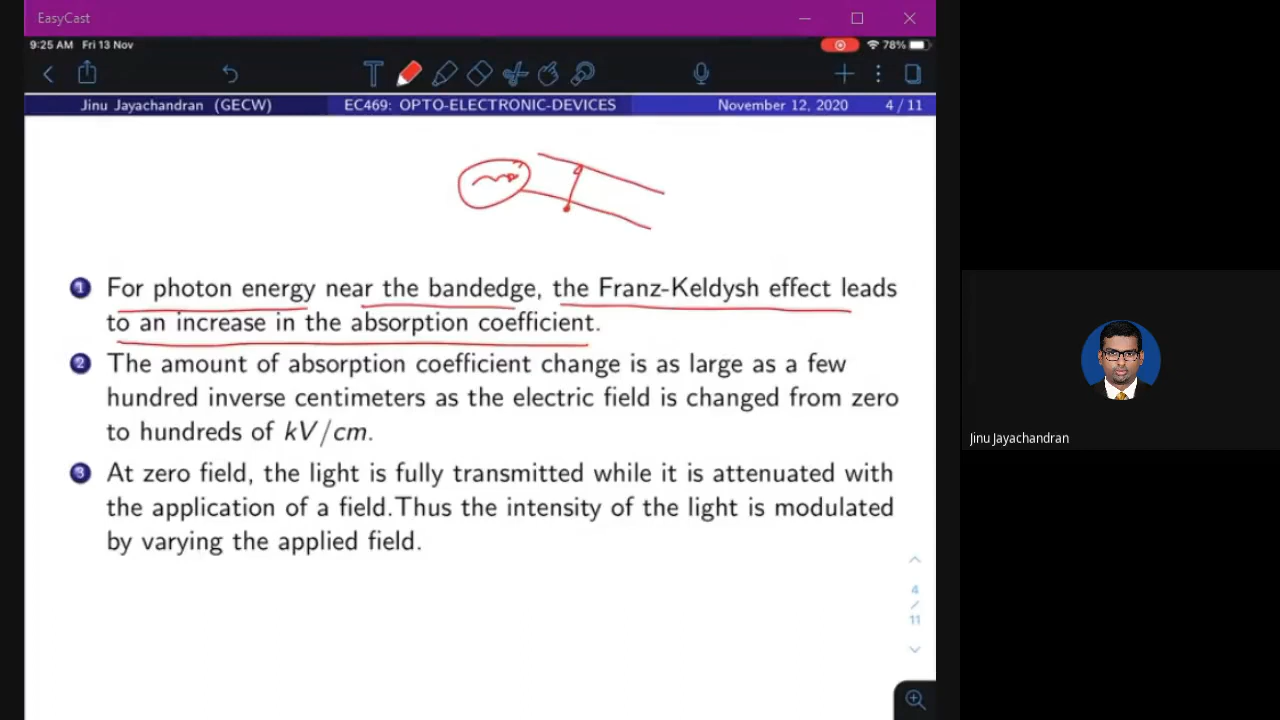 EasyCast
9:25 AM Fri 13 Nov
78%
Jinu Jayachandran (GECW)
EC469: OPTO-ELECTRONIC-DEVICES
November 12, 2020
4 / 11
1 For photon energy near the bandedge, the Franz-Keldysh effect leads
to an increase in the absorption coefficient.
2 The amount of absorption coefficient change is as large as a few
hundred inverse centimeters as the electric field is changed from zero
to hundreds of kV/cm.
3 At zero field, the light is fully transmitted while it is attenuated with
the application of a field.Thus the intensity of the light is modulated
by varying the applied field.
4
/
11
Jinu Jayachandran